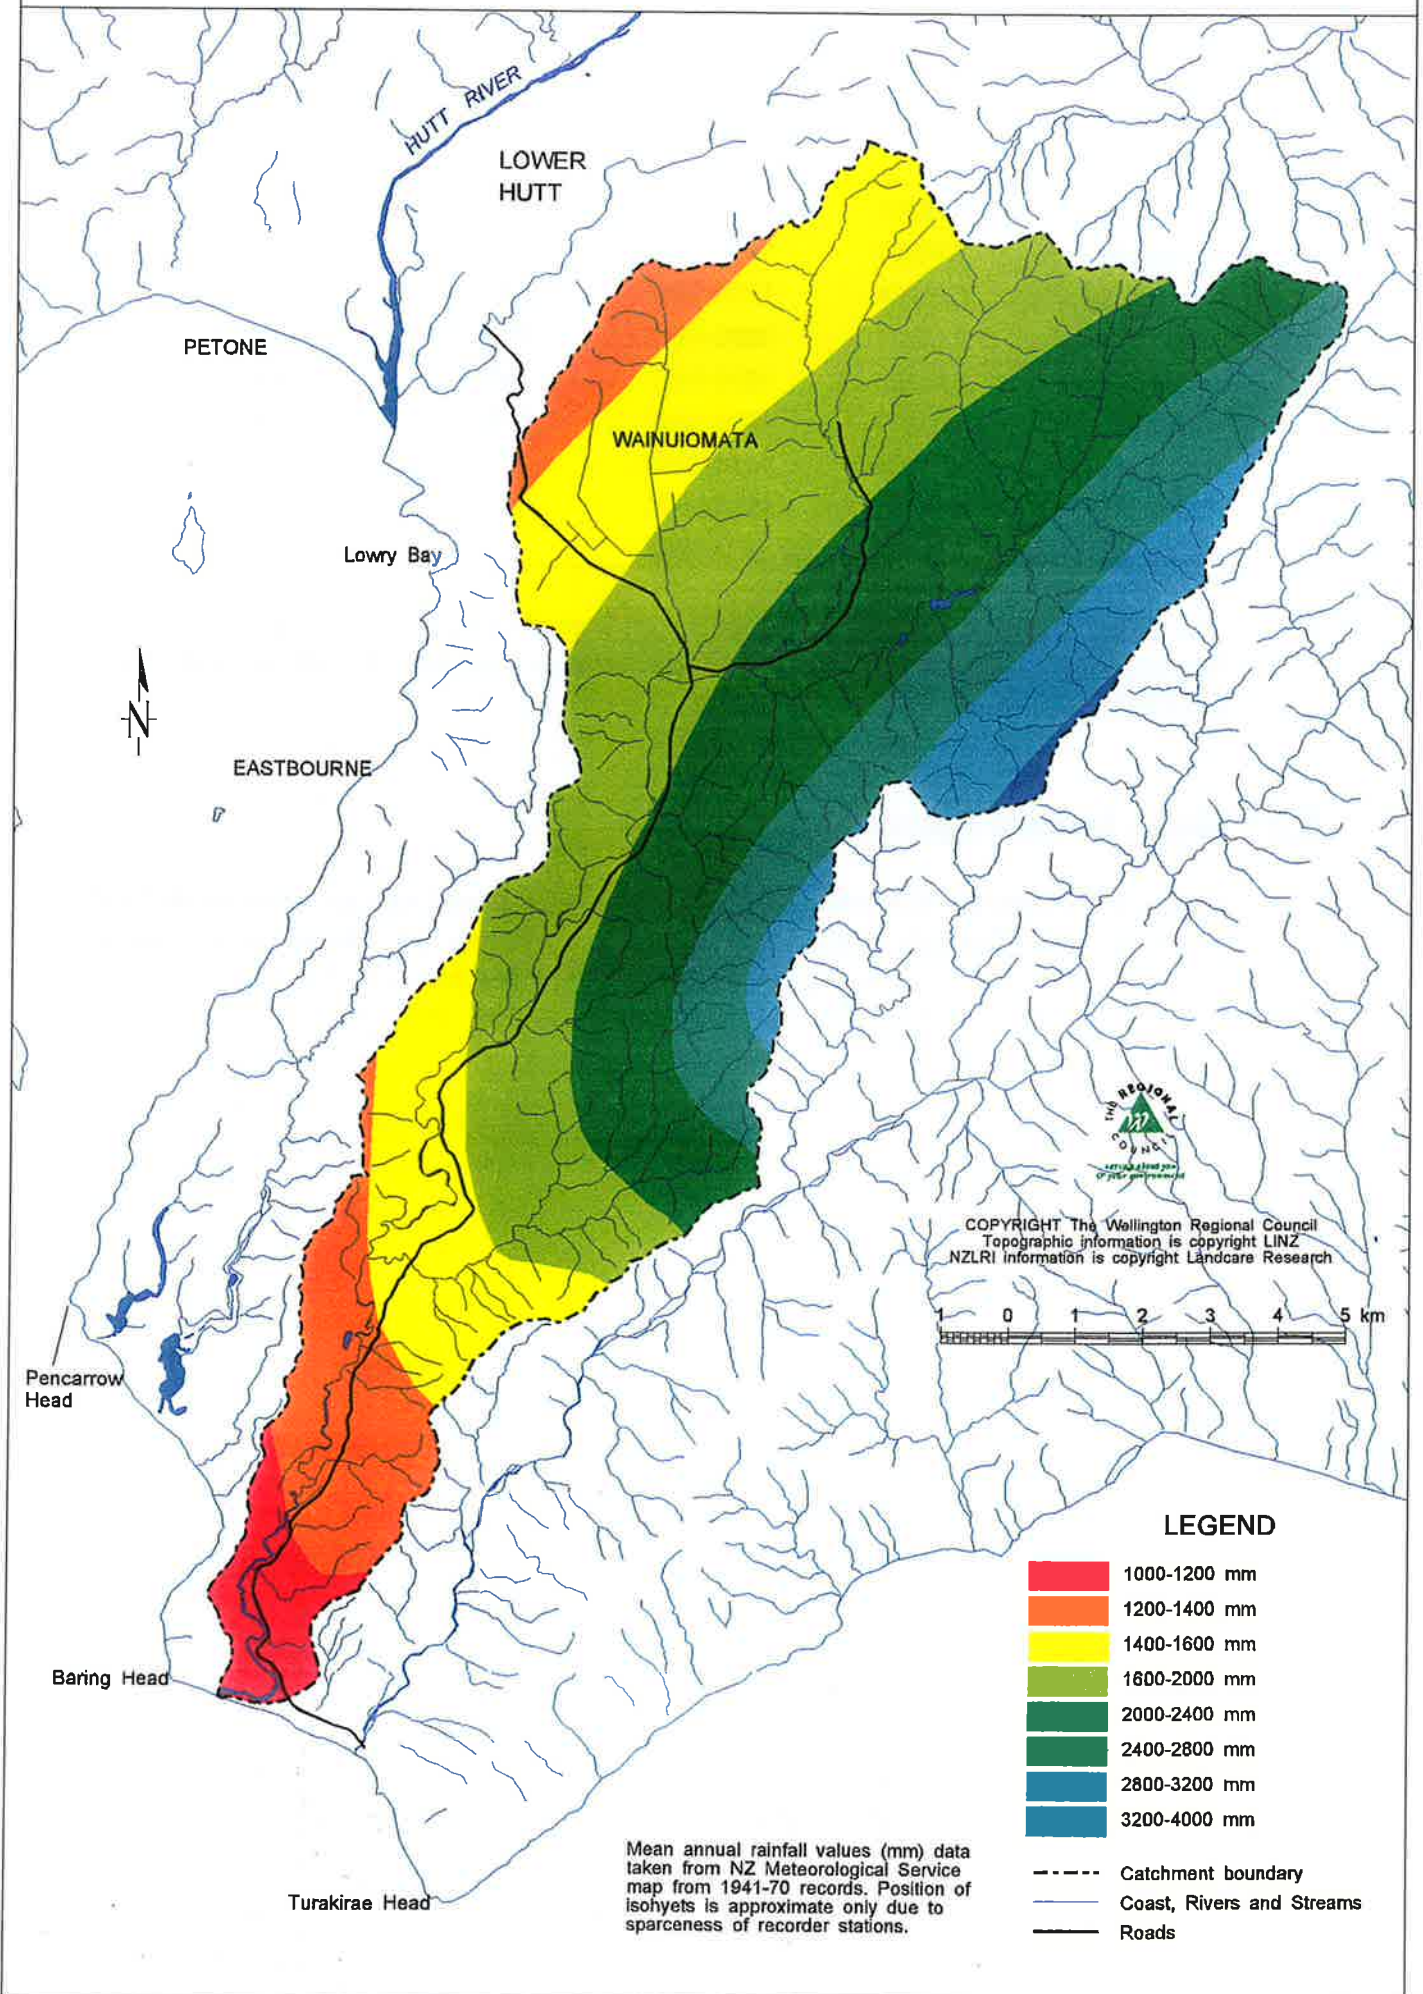 HUTT RIVER
LOWER
HUTT
PETONE
WAINUIOMATA
Lowry Bay
N
EASTBOURNE
THE REGIONAL
COUNCIL
COPYRIGHT The Wellington Regional Council
Topographic information is copyright LINZ
NZLRI information is copyright Landcare Research
1 0 1 2 3 4 5 km
Pencarrow
Head
LEGEND
1000-1200 mm
1200-1400 mm
1400-1600 mm
1600-2000 mm
2000-2400 mm
2400-2800 mm
2800-3200 mm
3200-4000 mm
Baring Head
Catchment boundary
Coast, Rivers and Streams
Roads
Mean annual rainfall values (mm) data
taken from NZ Meteorological Service
map from 1941-70 records. Position of
isohyets is approximate only due to
sparceness of recorder stations.
Turakirae Head